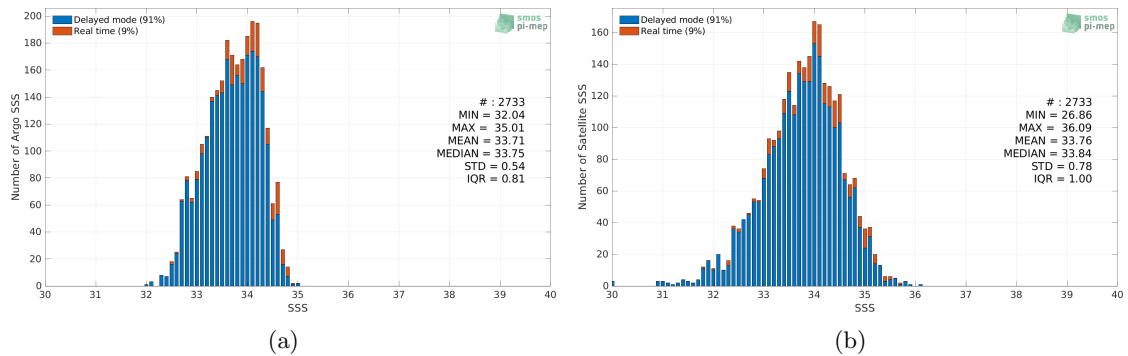 Delayed mode (91%)
Real time (9%)
smos
pi-mep
Number of Argo SSS
200
180
160
140
120
100
80
60
40
20
0
# : 2733
MIN = 32.04
MAX = 35.01
MEAN = 33.71
MEDIAN = 33.75
STD = 0.54
IQR = 0.81
30 31 32 33 34 35 36 37 38 39 40
SSS
(a)
Delayed mode (91%)
Real time (9%)
smos
pi-mep
Number of Satellite SSS
160
140
120
100
80
60
40
20
0
# : 2733
MIN = 26.86
MAX = 36.09
MEAN = 33.76
MEDIAN = 33.84
STD = 0.78
IQR = 1.00
30 31 32 33 34 35 36 37 38 39 40
SSS
(b)